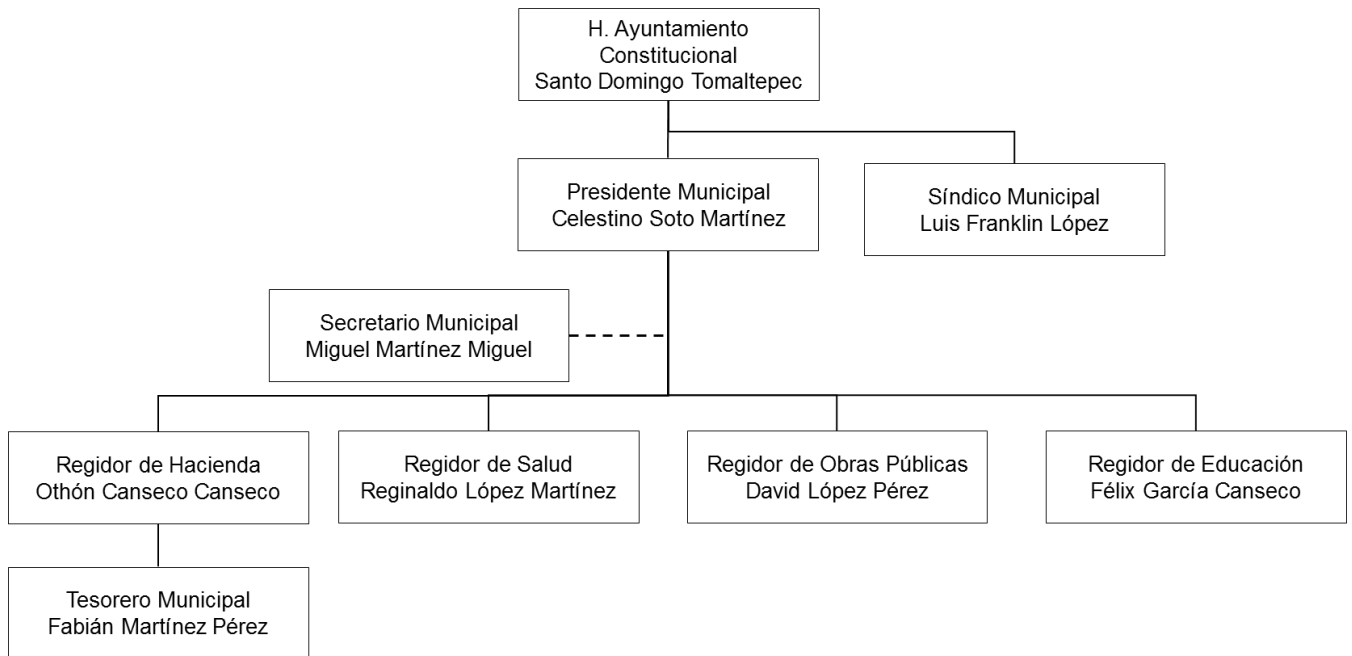 H. Ayuntamiento
Constitucional
Santo Domingo Tomaltepec
Presidente Municipal
Celestino Soto Martínez
Síndico Municipal
Luis Franklin López
Secretario Municipal
Miguel Martínez Miguel
Regidor de Hacienda
Othón Canseco Canseco
Regidor de Salud
Reginaldo López Martínez
Regidor de Obras Públicas
David López Pérez
Regidor de Educación
Félix García Canseco
Tesorero Municipal
Fabián Martínez Pérez